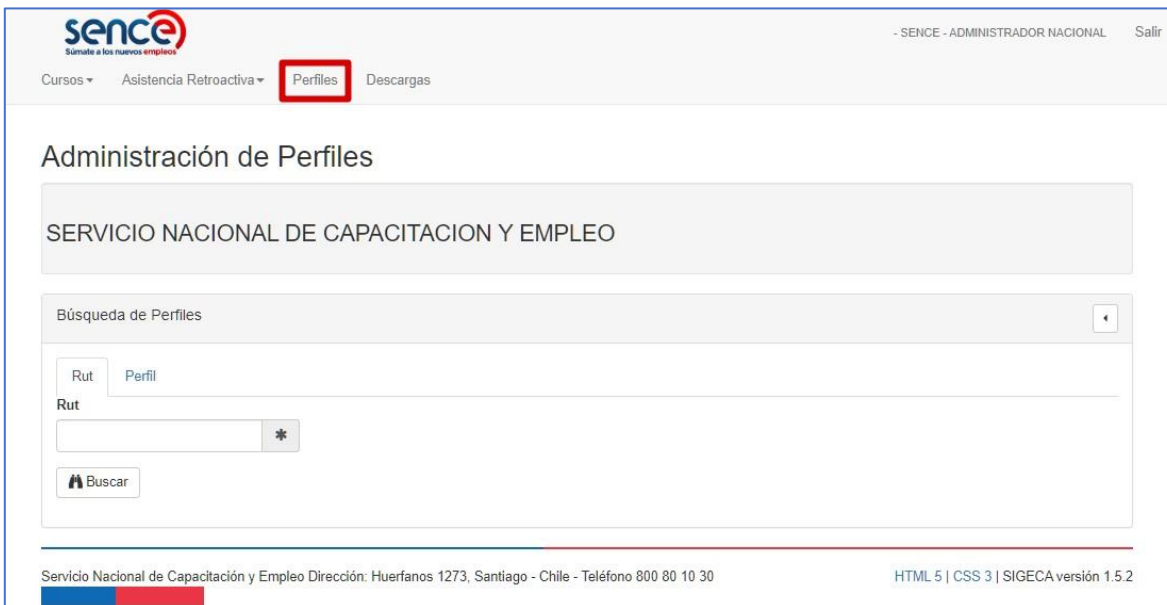 sence
Súmate a los nuevos empleos
- SENCE - ADMINISTRADOR NACIONAL Salir
Cursos Asistencia Retroactiva Perfiles Descargas
Administración de Perfiles
SERVICIO NACIONAL DE CAPACITACION Y EMPLEO
Búsqueda de Perfiles
Rut Perfil
Rut
Buscar
Servicio Nacional de Capacitación y Empleo Dirección: Huerfanos 1273, Santiago - Chile - Teléfono 800 80 10 30 HTML 5 | CSS 3 | SIGECA versión 1.5.2